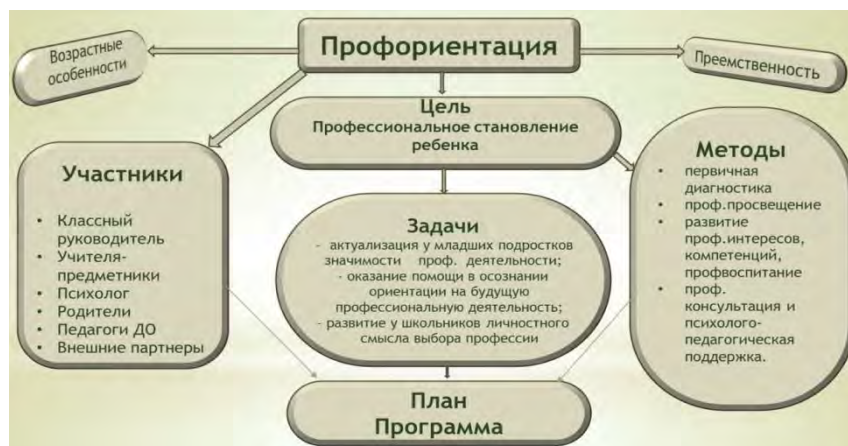 Профориентация
Возрастные
особенности
Преемственность
Цель
Профессиональное становление
ребенка
Участники
• Классный
руководитель
• Учителя-
предметники
• Психолог
• Родители
• Педагоги ДО
• Внешние партнеры
Задачи
- актуализация у младших подростков
значимости проф. деятельности;
- оказание помощи в осознании
ориентации на будущую
профессиональную деятельность;
- развитие у школьников личностного
смысла выбора профессии
Методы
• первичная
диагностика
• проф.просвещение
• развитие
проф.интересов,
компетенций,
профвоспитание
• проф.
консультация и
психолого-
педагогическая
поддержка.
План
Программа